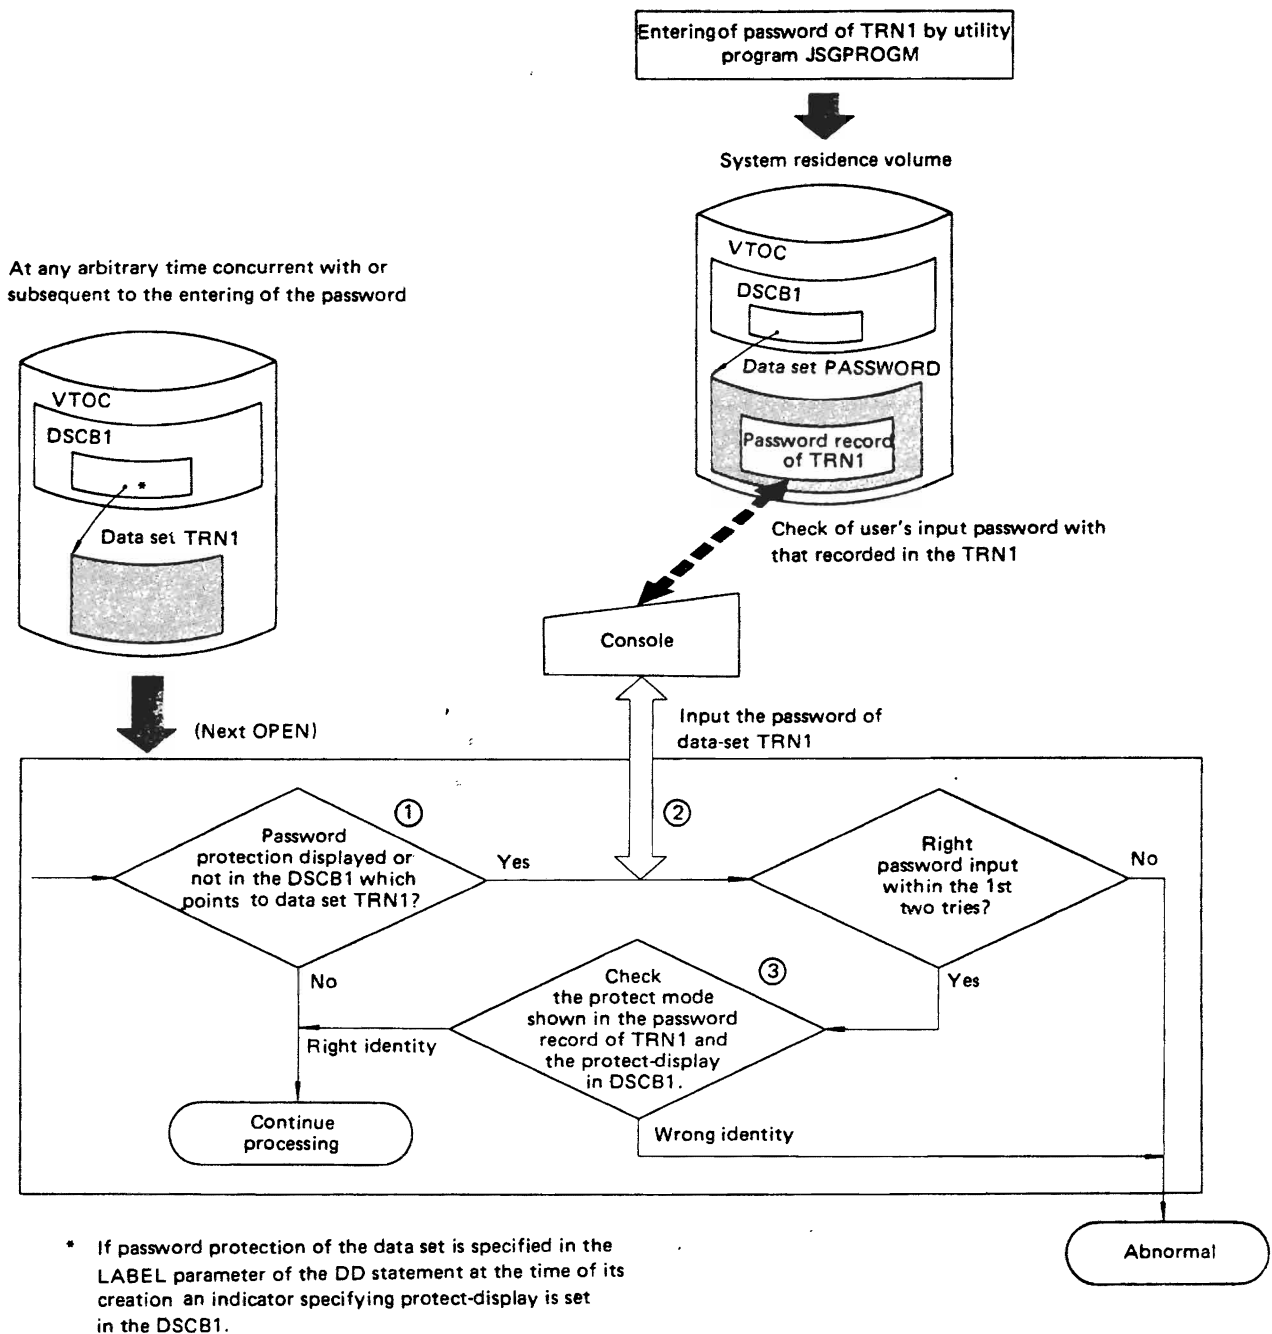 Entering of password of TRN1 by utility
program JSGPROGM
System residence volume
VTOC
DSCB1
Data set PASSWORD
Password record
of TRN1
At any arbitrary time concurrent with or
subsequent to the entering of the password
VTOC
DSCB1
*
Data set TRN1
Check of user's input password with
that recorded in the TRN1
Console
(Next OPEN)
Input the password of
data-set TRN1
1
Password
protection displayed or
not in the DSCB1 which
points to data set TRN1?
Yes
2
Right
password input
within the 1st
two tries?
No
No
3
Check
the protect mode
shown in the password
record of TRN1 and
the protect-display
in DSCB1.
Yes
Right identity
Continue
processing
Wrong identity
Abnormal
* If password protection of the data set is specified in the
LABEL parameter of the DD statement at the time of its
creation an indicator specifying protect-display is set
in the DSCB1.